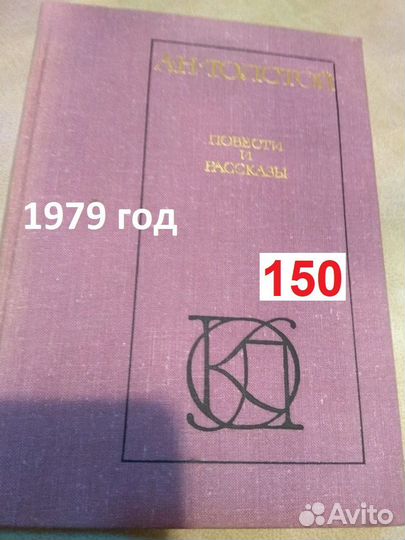 А.Н. ТОЛСТОЙ
ПОВЕСТИ
И
РАССКАЗЫ
1979 год
150
Avito